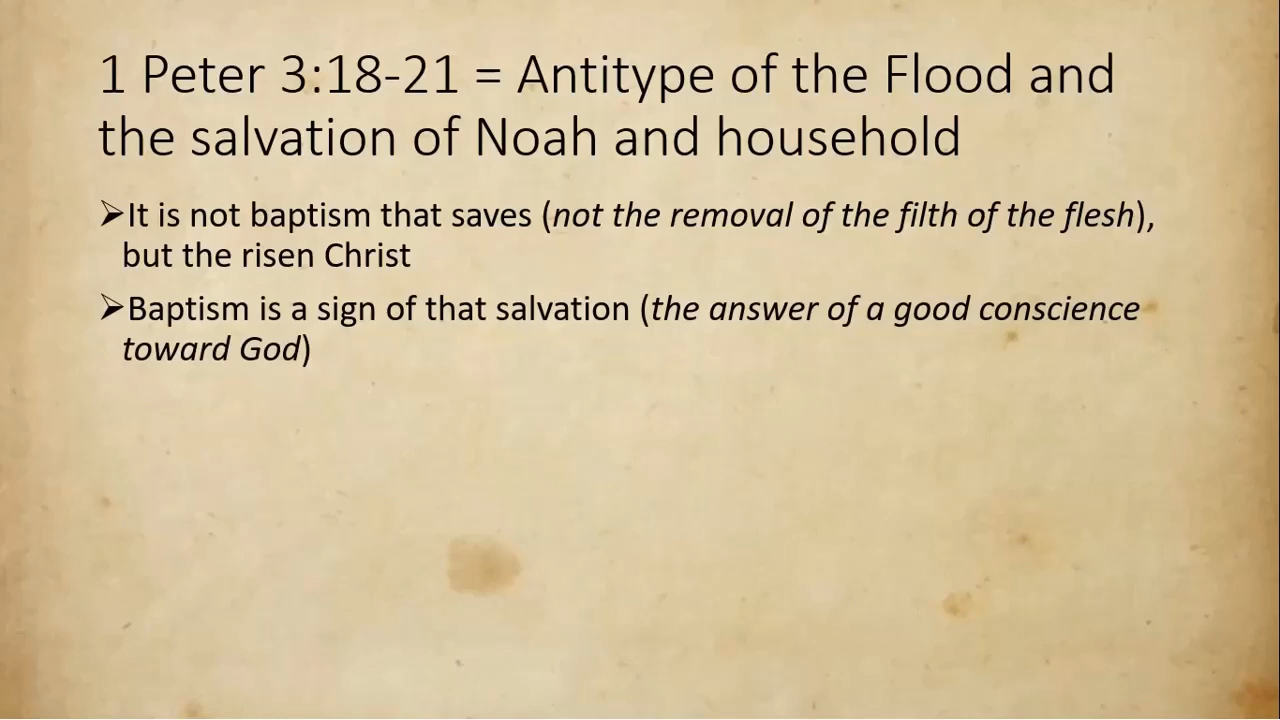 1 Peter 3:18-21 = Antitype of the Flood and
the salvation of Noah and household
➢It is not baptism that saves (not the removal of the filth of the flesh),
but the risen Christ
➢Baptism is a sign of that salvation (the answer of a good conscience
toward God)